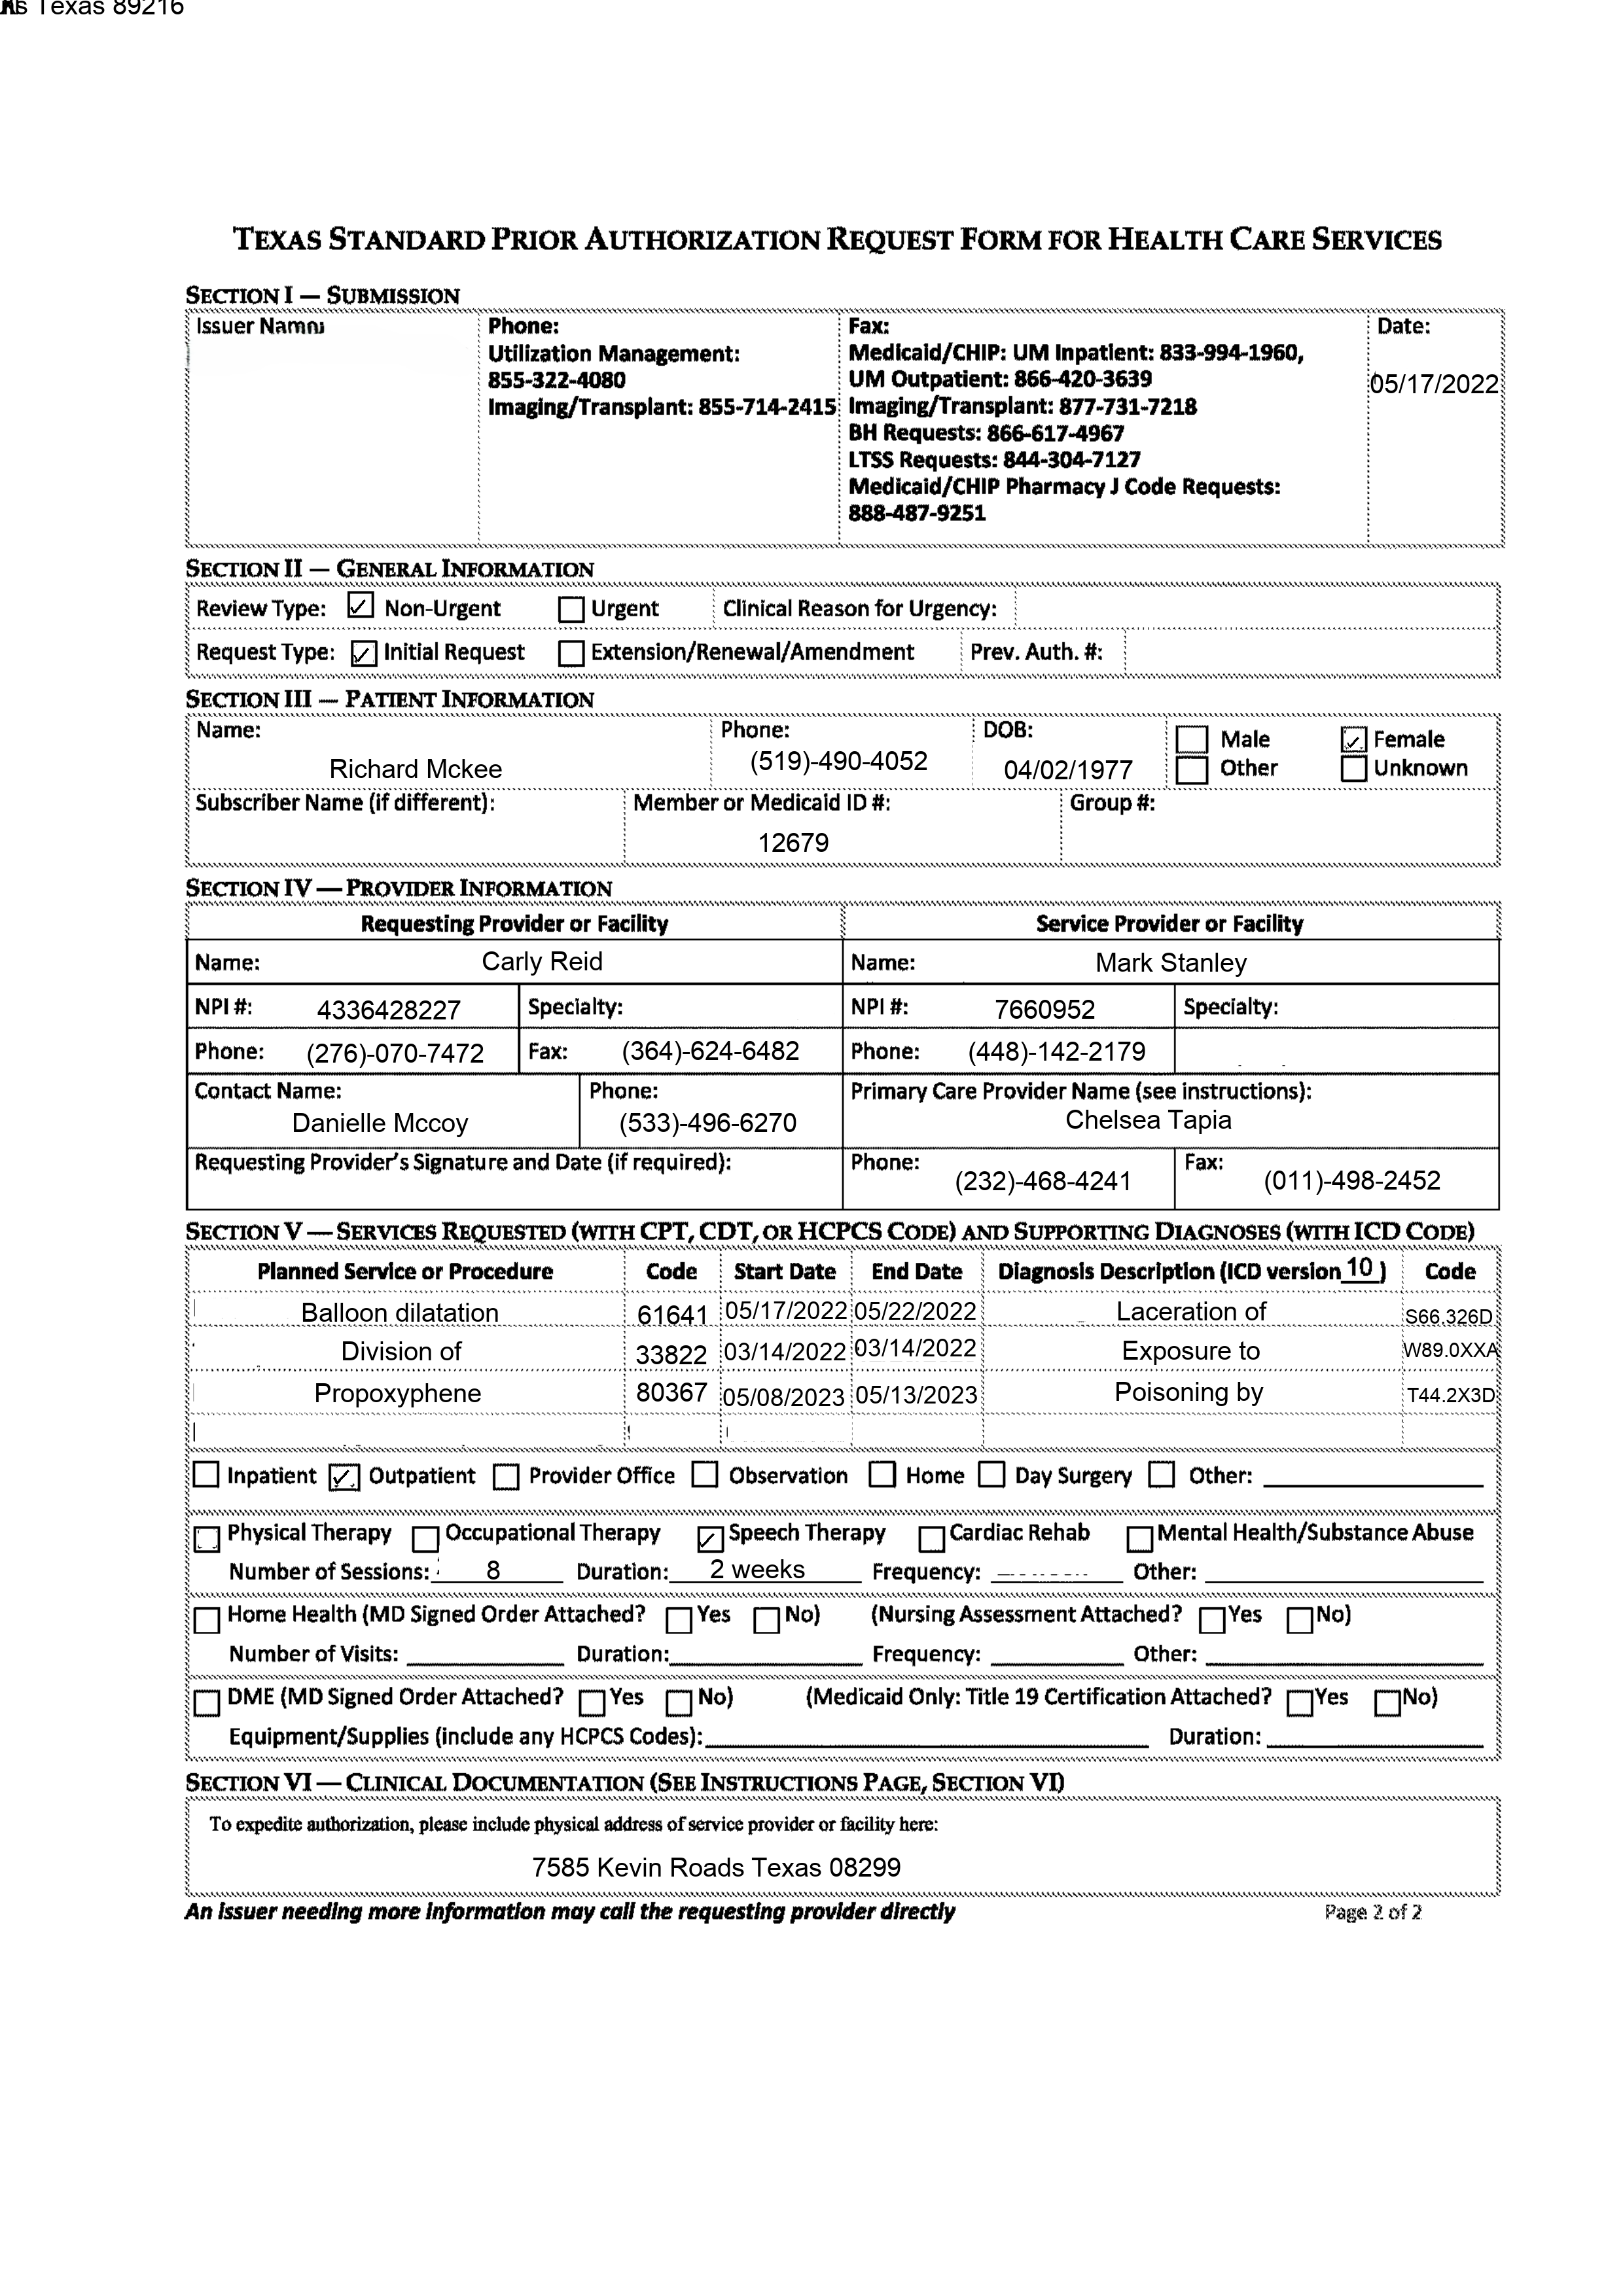 Texas 89216
TEXAS STANDARD PRIOR AUTHORIZATION REQUEST FORM FOR HEALTH CARE SERVICES
SECTION I — SUBMISSION
Issuer
Phone:
Utilization Management:
855-322-4080
Imaging/Transplant: 855-714-2415
Fax:
Medicaid/CHIP: UM Inpatient: 833-994-1960,
UM Outpatient: 866-420-3639
Imaging/Transplant: 877-731-7218
BH Requests: 866-617-4967
LTSS Requests: 844-304-7127
Medicaid/CHIP Pharmacy J Code Requests:
888-487-9251
Date:
05/17/2022
SECTION II — GENERAL INFORMATION
Review Type: Non-Urgent Urgent Clinical Reason for Urgency:
Request Type: Initial Request Extension/Renewal/Amendment Prev. Auth. #:
SECTION III — PATIENT INFORMATION
Name: Richard Mckee
Phone: (519)-490-4052
DOB: 04/02/1977
Male Female
Other Unknown
Subscriber Name (if different):
Member or Medicaid ID #: 12679
Group #:
SECTION IV — PROVIDER INFORMATION
Requesting Provider or Facility Service Provider or Facility
Name: Carly Reid Name: Mark Stanley
NPI #: 4336428227 Specialty: NPI #: 7660952 Specialty:
Phone: (276)-070-7472 Fax: (364)-624-6482 Phone: (448)-142-2179
Contact Name: Phone: Primary Care Provider Name (see instructions):
Danielle Mccoy (533)-496-6270 Chelsea Tapia
Requesting Provider's Signature and Date (if required): Phone: (232)-468-4241 Fax: (011)-498-2452
SECTION V — SERVICES REQUESTED (WITH CPT, CDT, OR HCPCS CODE) AND SUPPORTING DIAGNOSES (WITH ICD CODE)
Planned Service or Procedure Code Start Date End Date Diagnosis Description (ICD version 10 ) Code
Balloon dilatation 61641 05/17/2022 05/22/2022 Laceration of S66.326D
Division of 33822 03/14/2022 03/14/2022 Exposure to W89.0XXA
Propoxyphene 80367 05/08/2023 05/13/2023 Poisoning by T44.2X3D
Inpatient Outpatient Provider Office Observation Home Day Surgery Other:
Physical Therapy Occupational Therapy Speech Therapy Cardiac Rehab Mental Health/Substance Abuse
Number of Sessions: 8 Duration: 2 weeks Frequency: Other:
Home Health (MD Signed Order Attached? Yes No) (Nursing Assessment Attached? Yes No)
Number of Visits: Duration: Frequency: Other:
DME (MD Signed Order Attached? Yes No) (Medicaid Only: Title 19 Certification Attached? Yes No)
Equipment/Supplies (include any HCPCS Codes): Duration:
SECTION VI — CLINICAL DOCUMENTATION (SEE INSTRUCTIONS PAGE, SECTION VI)
To expedite authorization, please include physical address of service provider or facility here:
7585 Kevin Roads Texas 08299
An issuer needing more information may call the requesting provider directly
Page 2 of 2